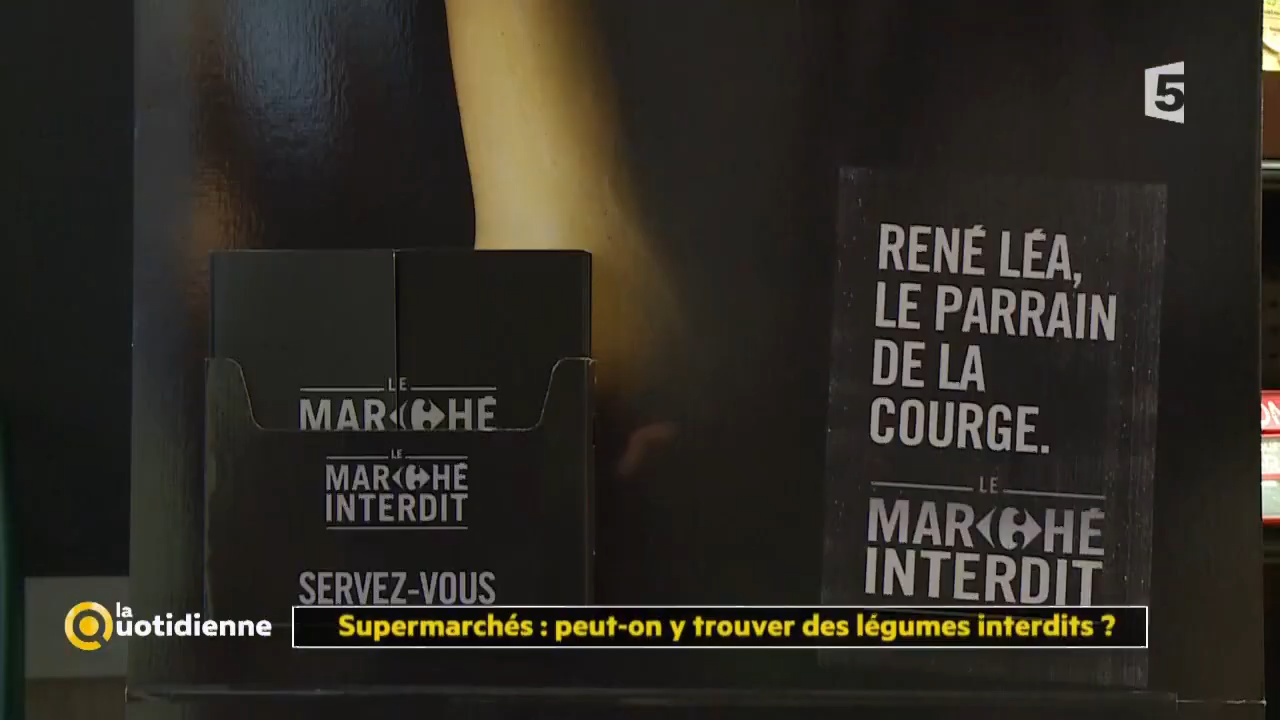 5
RENÉ LÉA,
LE PARRAIN
DE LA
COURGE.
LE
MARCHÉ
INTERDIT
LE
MARCHÉ
LE
MARCHÉ
INTERDIT
SERVEZ-VOUS
la Quotidienne
Supermarchés : peut-on y trouver des légumes interdits ?